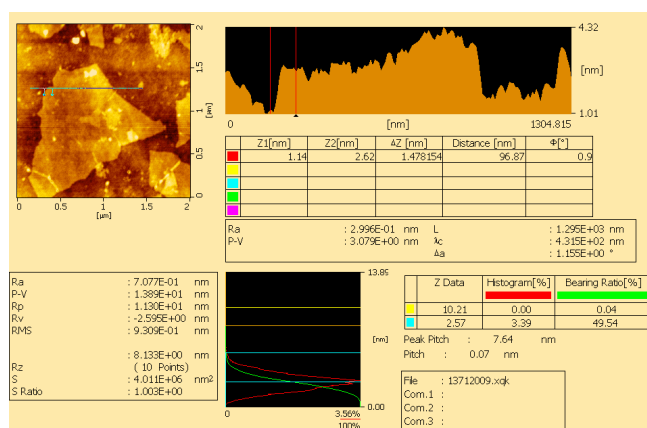 2
1.5
1
[µm]
0.5
0
0 0.5 1 1.5 2
[µm]
4.32
[nm]
1.01
0 [nm] 1304.815
Z1[nm] Z2[nm] ΔZ [nm] Distance [nm] Φ[°]
1.14 2.62 1.478154 96.87 0.9
Ra : 2.996E-01 nm L : 1.295E+03 nm
P-V : 3.079E+00 nm λc : 4.315E+02 nm
Δa : 1.155E+00 °
Ra : 7.077E-01 nm
P-V : 1.389E+01 nm
Rp : 1.130E+01 nm
Rv : -2.595E+00 nm
RMS : 9.309E-01 nm
: 8.133E+00 nm
Rz ( 10 Points)
S : 4.011E+06 nm2
S Ratio : 1.003E+00
13.85
[nm]
0.00
0 3.56%
100%
Z Data Histogram[%] Bearing Ratio[%]
10.21 0.00 0.04
2.57 3.39 49.54
Peak Pitch : 7.64 nm
Pitch : 0.07 nm
File : 13712009.xqk
Com.1 :
Com.2 :
Com.3 :